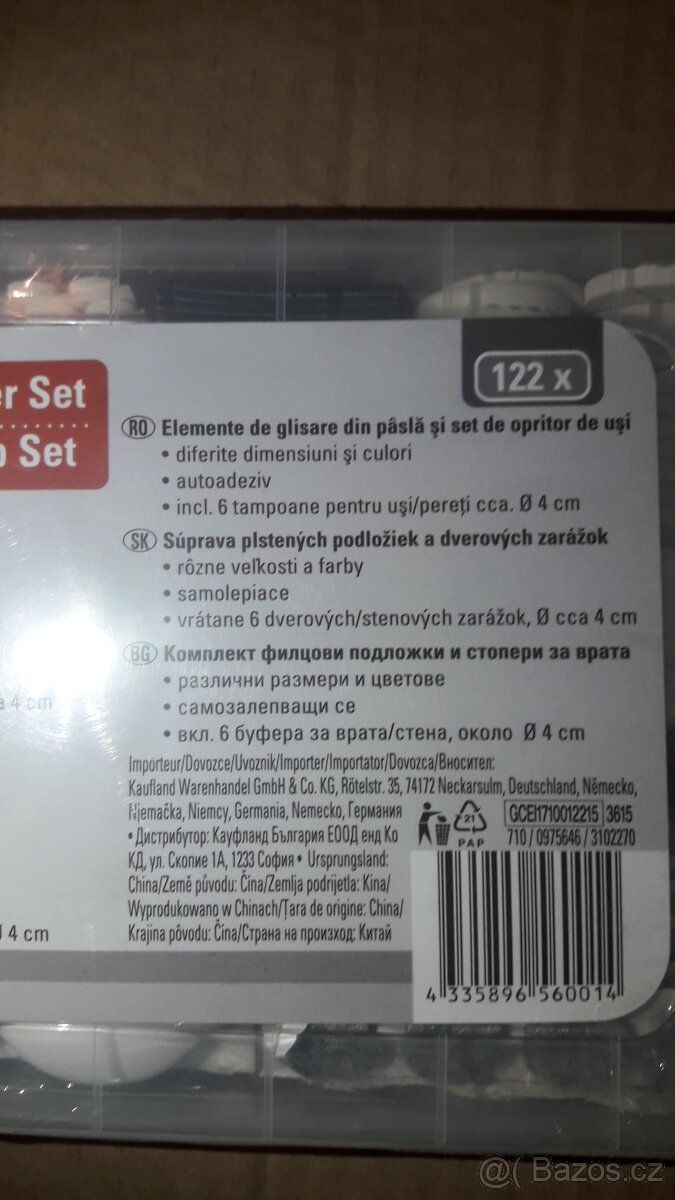 er Set
p Set
122 x
RO Elemente de glisare din pâslă și set de opritor de uși
• diferite dimensiuni și culori
• autoadeziv
• incl. 6 tampoane pentru uși/pereți cca. Ø 4 cm
SK Súprava plstených podložiek a dverových zarážok
• rôzne veľkosti a farby
• samolepiace
• vrátane 6 dverových/stenových zarážok, Ø cca 4 cm
BG Комплект филцови подложки и стопери за врата
• различни размери и цветове
• самозалепващи се
• вкл. 6 буфера за врата/стена, около Ø 4 cm
a 4 cm
Ø 4 cm
Importeur/Dovozce/Uvoznik/Importer/Importator/Dovozca/Вносител:
Kaufland Warenhandel GmbH & Co. KG, Rötelstr. 35, 74172 Neckarsulm, Deutschland, Německo,
Njemačka, Niemcy, Germania, Nemecko, Германия
• Дистрибутор: Кауфланд България ЕООД енд Ко
КД, ул. Скопие 1А, 1233 София • Ursprungsland:
China/Země původu: Čína/Zemlja podrijetla: Kina/
Wyprodukowano w Chinach/Țara de origine: China/
Krajina pôvodu: Čína/Страна на произход: Китай
21
PAP
GCEI1710012215 3615
710 / 0975646 / 3102270
4 335896 560014
@( Bazos.cz